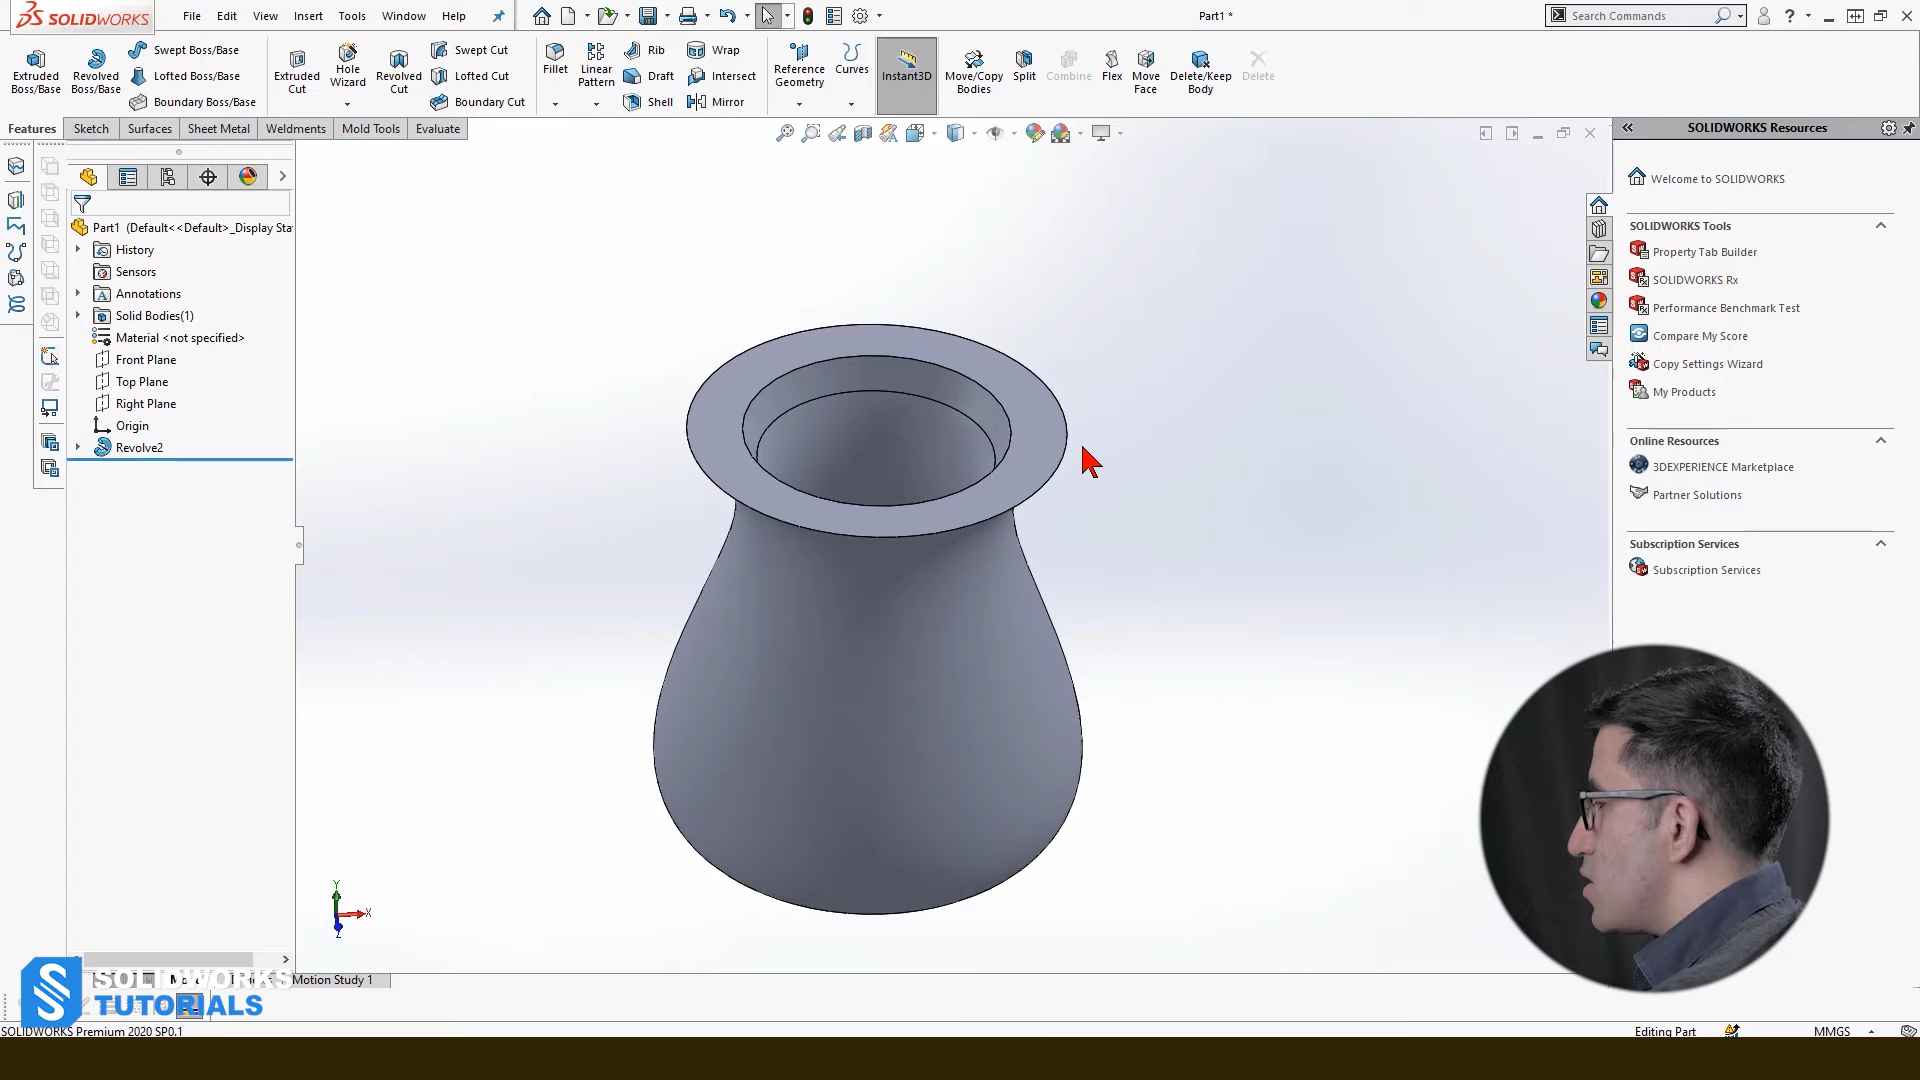 SOLIDWORKS
File Edit View Insert Tools Window Help
Part1 *
Search Commands
Extruded Boss/Base
Revolved Boss/Base
Swept Boss/Base
Lofted Boss/Base
Boundary Boss/Base
Extruded Cut
Hole Wizard
Revolved Cut
Swept Cut
Lofted Cut
Boundary Cut
Fillet
Linear Pattern
Rib
Draft
Shell
Wrap
Intersect
Mirror
Reference Geometry
Curves
Instant3D
Move/Copy Bodies
Split
Combine
Flex
Move Face
Delete/Keep Body
Delete
Features Sketch Surfaces Sheet Metal Weldments Mold Tools Evaluate
Part1 (Default<<Default>_Display Sta
History
Sensors
Annotations
Solid Bodies(1)
Material <not specified>
Front Plane
Top Plane
Right Plane
Origin
Revolve2
SOLIDWORKS Resources
Welcome to SOLIDWORKS
SOLIDWORKS Tools
Property Tab Builder
SOLIDWORKS Rx
Performance Benchmark Test
Compare My Score
Copy Settings Wizard
My Products
Online Resources
3DEXPERIENCE Marketplace
Partner Solutions
Subscription Services
Subscription Services
Y
X
Z
Motion Study 1
SOLIDWORKS
TUTORIALS
SOLIDWORKS Premium 2020 SP0.1
Editing Part
MMGS